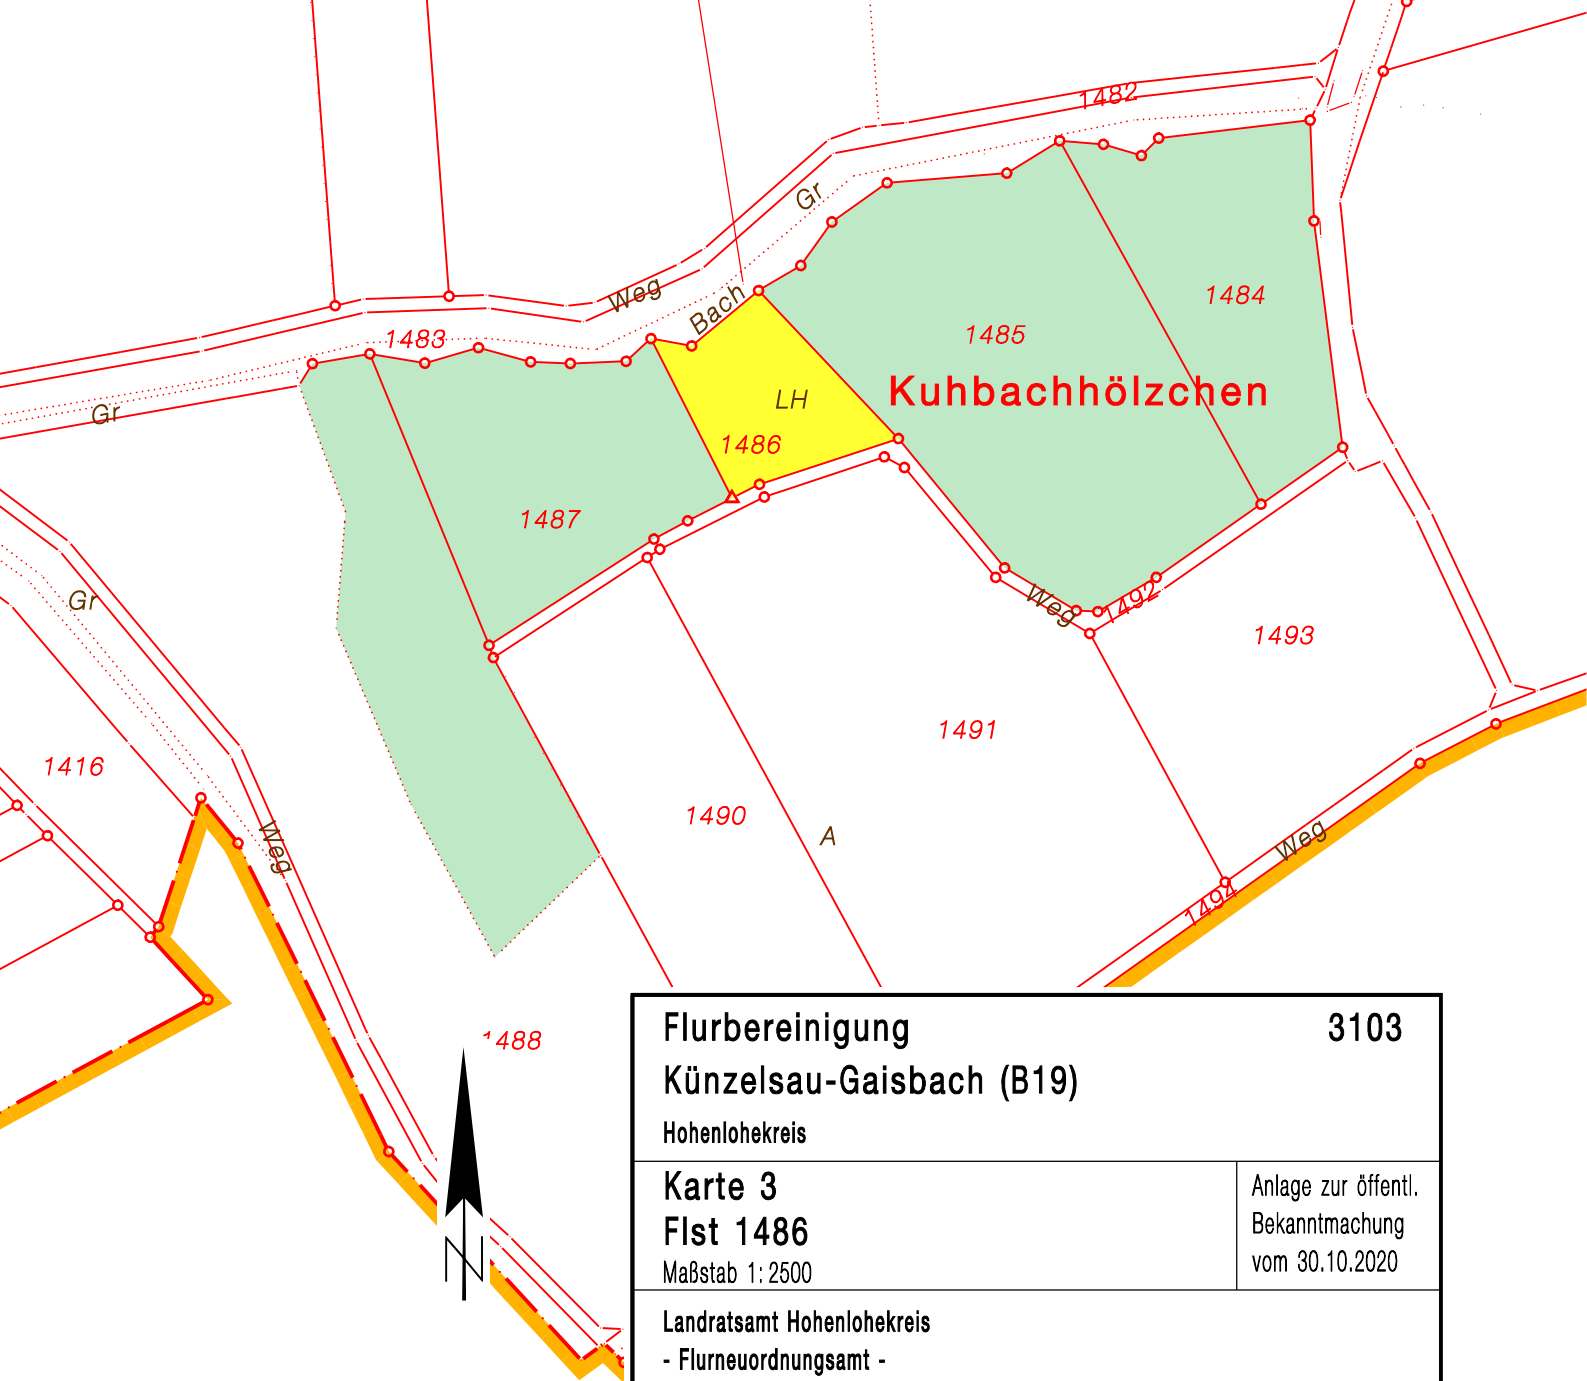 1482
Gr
Weg
Bach
1484
1483
1485
Kuhbachhölzchen
LH
Gr
1486
1487
Gr
Weg
1492
1493
1491
1416
1490
A
Weg
Weg
1494
1488
N
Flurbereinigung 3103
Künzelsau-Gaisbach (B19)
Hohenlohekreis
Karte 3
Flst 1486
Maßstab 1:2500
Anlage zur öffentl.
Bekanntmachung
vom 30.10.2020
Landratsamt Hohenlohekreis
- Flurneuordnungsamt -